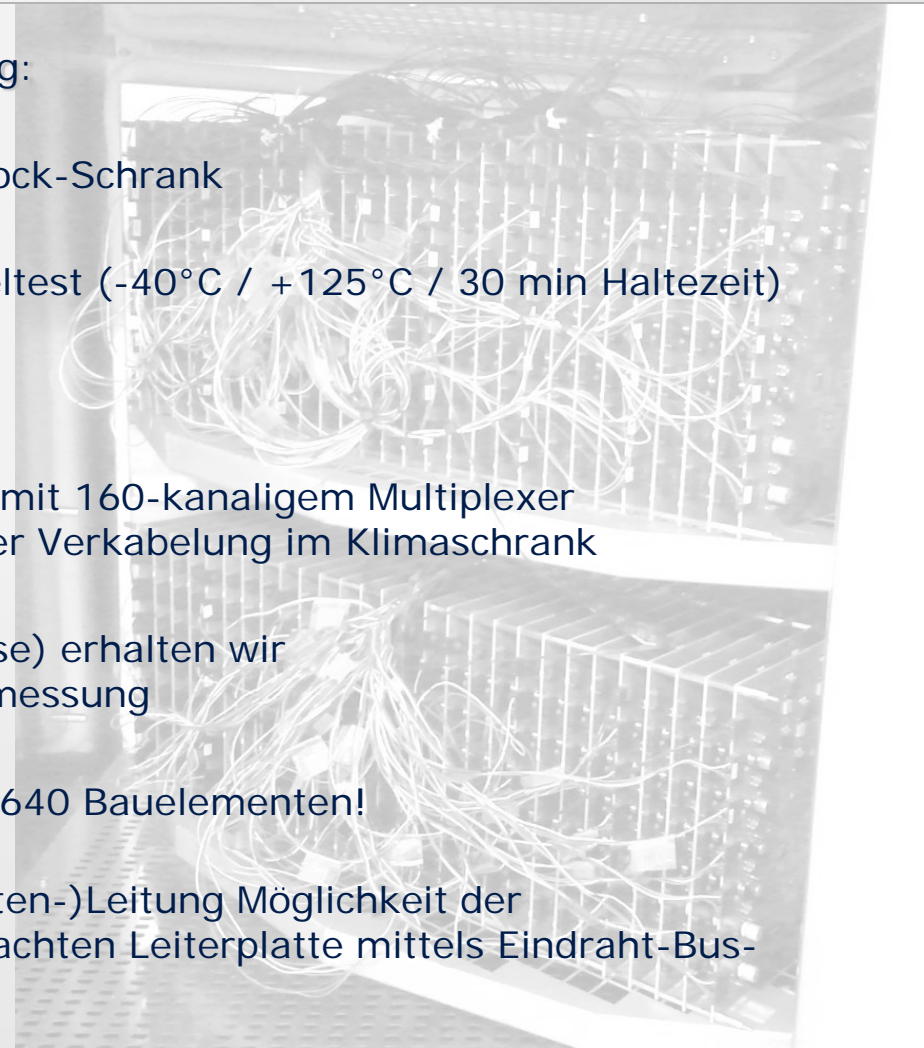 g:
ock-Schrank
eltest (-40°C / +125°C / 30 min Haltezeit)
mit 160-kanaligem Multiplexer
er Verkabelung im Klimaschrank
se) erhalten wir
messung
640 Bauelementen!
ten-)Leitung Möglichkeit der
achten Leiterplatte mittels Eindraht-Bus-